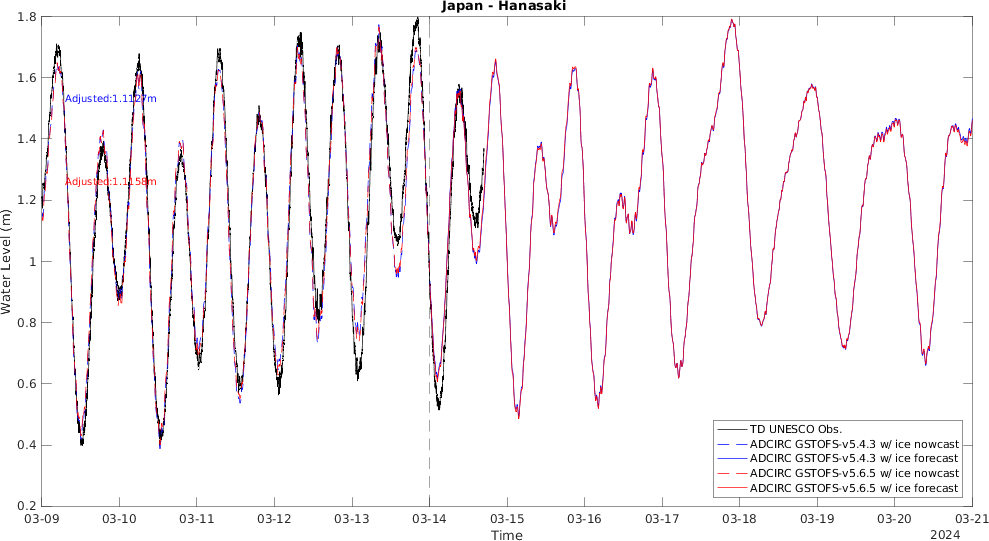 Japan - Hanasaki
1.8
1.6
1.4
1.2
1
0.8
0.6
0.4
0.2
Water Level (m)
Adjusted:1.1127m
Adjusted:1.1158m
TD UNESCO Obs.
ADCIRC GSTOFS-v5.4.3 w/ ice nowcast
ADCIRC GSTOFS-v5.4.3 w/ ice forecast
ADCIRC GSTOFS-v5.6.5 w/ ice nowcast
ADCIRC GSTOFS-v5.6.5 w/ ice forecast
03-09 03-10 03-11 03-12 03-13 03-14 03-15 03-16 03-17 03-18 03-19 03-20 03-21
Time
2024